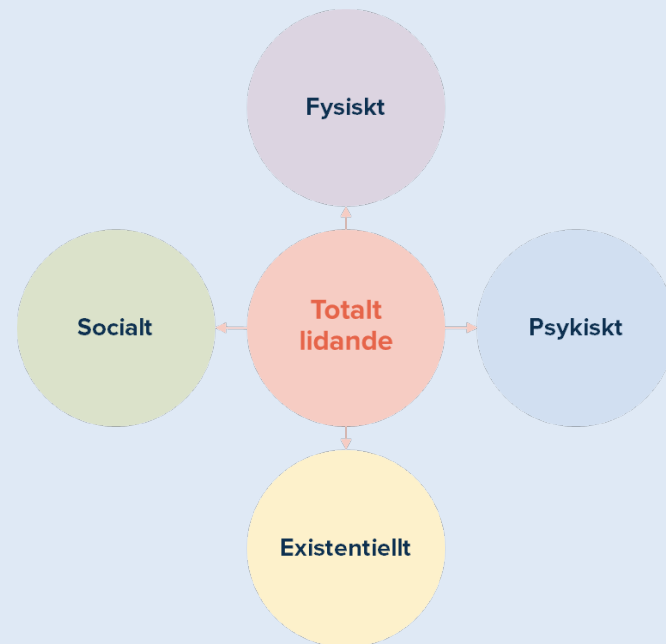 Fysiskt
Socialt
Totalt
lidande
Psykiskt
Existentiellt